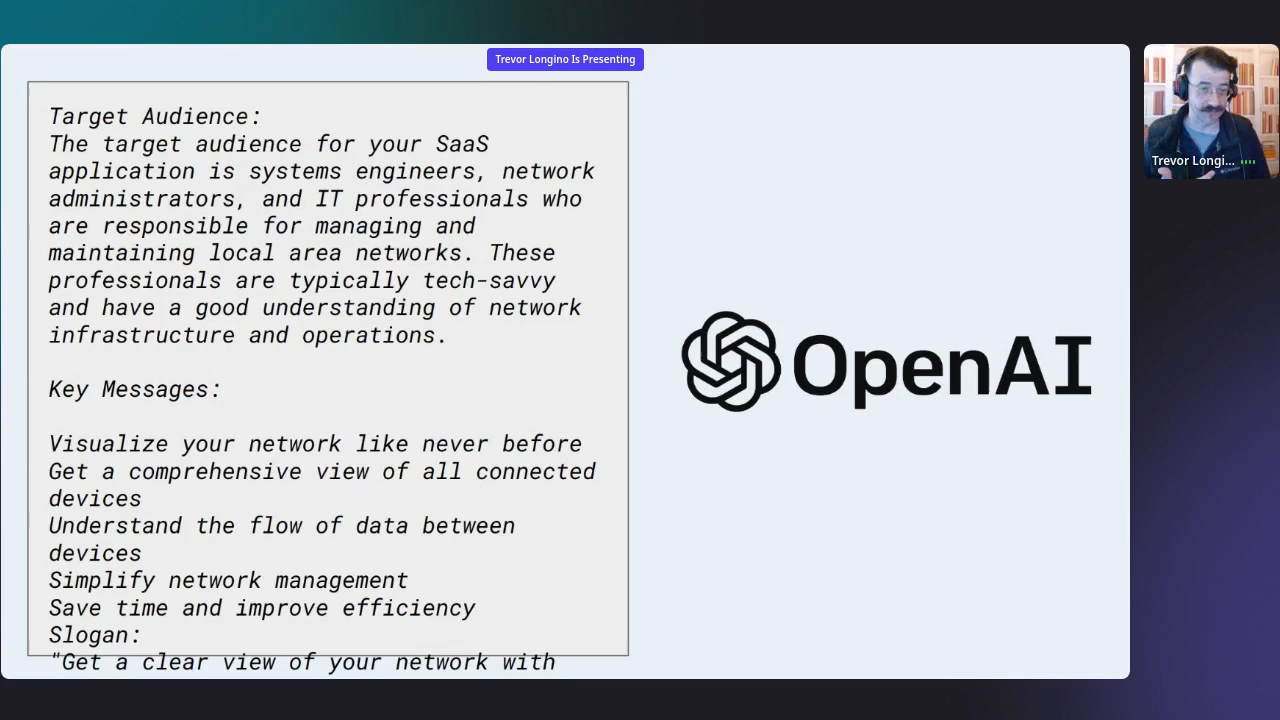 Trevor Longino Is Presenting
Target Audience:
The target audience for your SaaS
application is systems engineers, network
administrators, and IT professionals who
are responsible for managing and
maintaining local area networks. These
professionals are typically tech-savvy
and have a good understanding of network
infrastructure and operations.
Key Messages:
Visualize your network like never before
Get a comprehensive view of all connected
devices
Understand the flow of data between
devices
Simplify network management
Save time and improve efficiency
Slogan:
"Get a clear view of your network with
OpenAI
Trevor Longi...